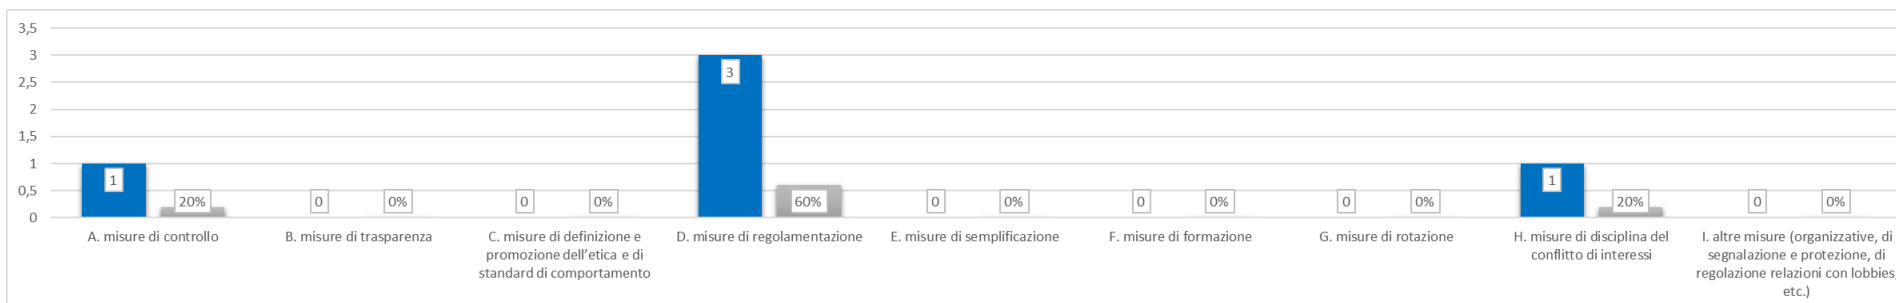 3,5
3
2,5
2
1,5
1
0,5
0
1
20%
0
0%
0
0%
3
60%
0
0%
0
0%
0
0%
1
20%
0
0%
A. misure di controllo
B. misure di trasparenza
C. misure di definizione e
promozione dell'etica e di
standard di comportamento
D. misure di regolamentazione
E. misure di semplificazione
F. misure di formazione
G. misure di rotazione
H. misure di disciplina del
conflitto di interessi
I. altre misure (organizzative, di
segnalazione e protezione, di
regolazione relazioni con lobbies,
etc.)